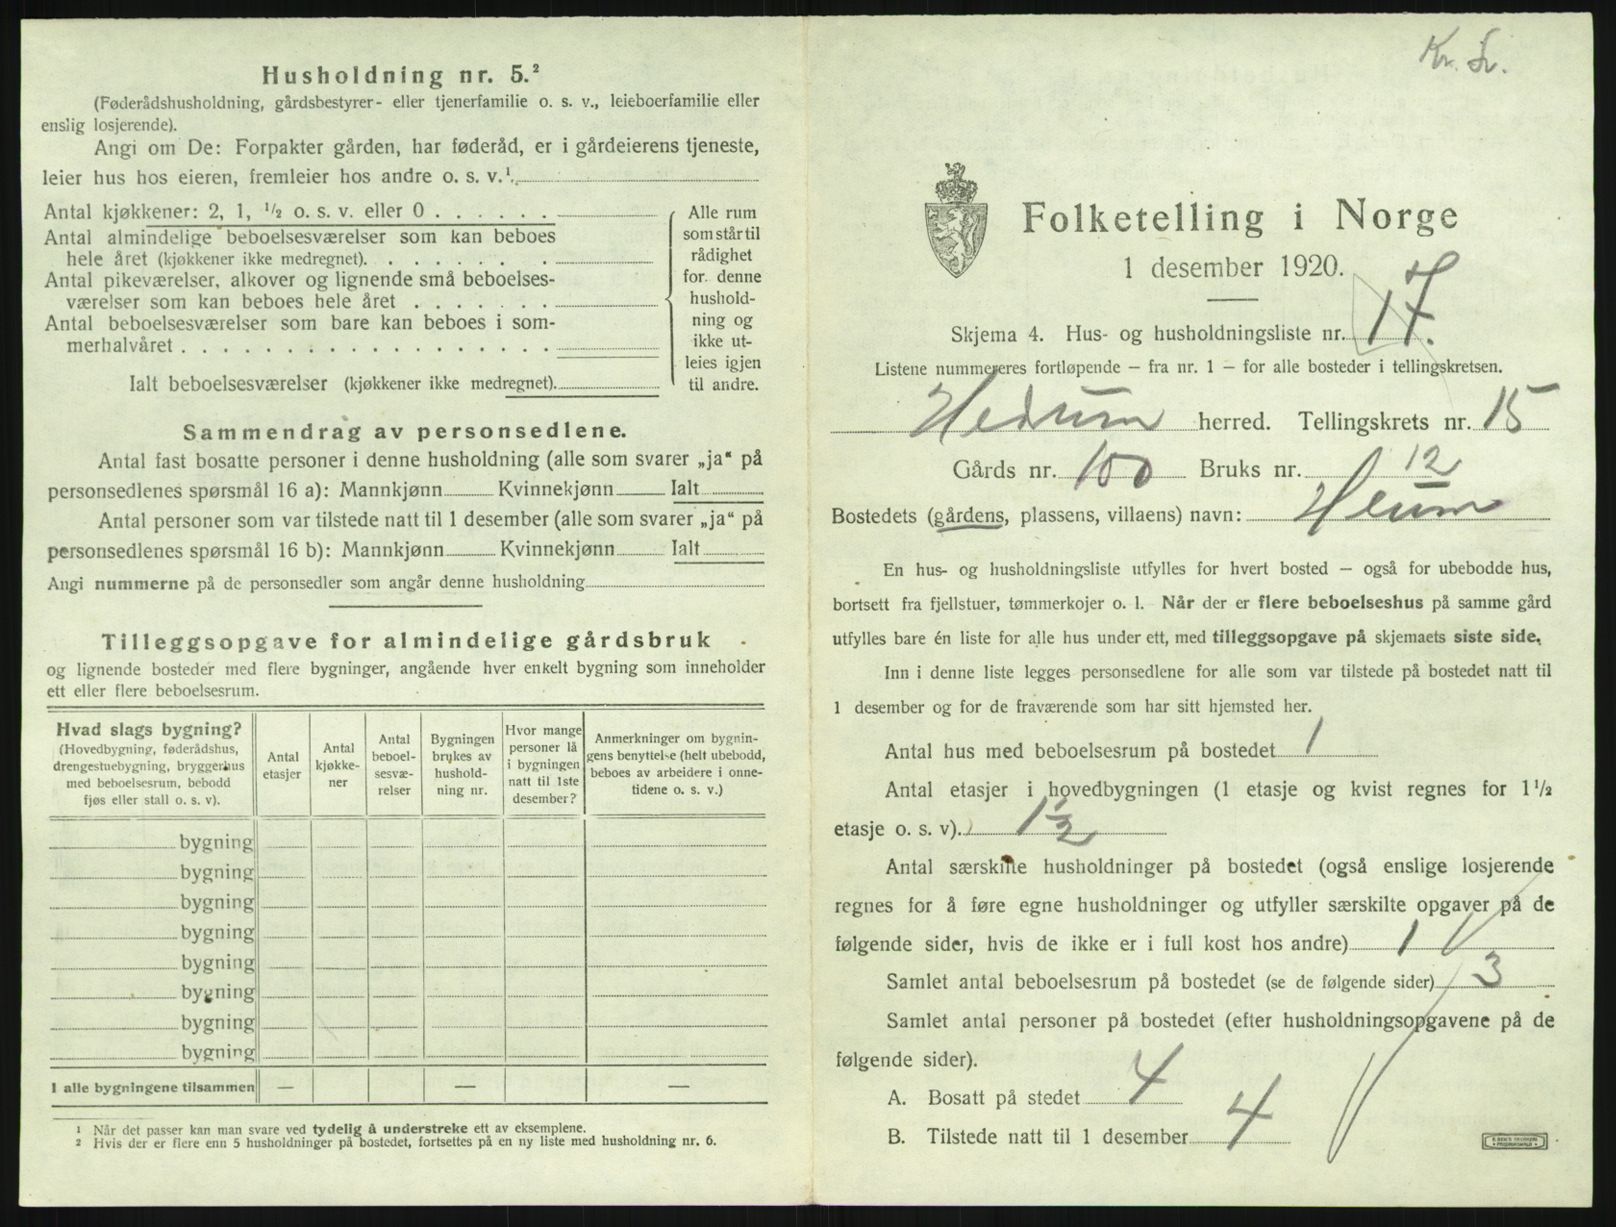 Husholdning nr. 5.²
(Føderådshusholdning, gårdsbestyrer- eller tjenerfamilie o. s. v., leieboerfamilie eller
enslig losjerende).
Angi om De: Forpakter gården, har føderåd, er i gårdeierens tjeneste,
leier hus hos eieren, fremleier hos andre o. s. v.¹
Antal kjøkkener: 2, 1, ½ o. s. v. eller 0 . . . . . .
Antal almindelige beboelsesværelser som kan beboes
hele året (kjøkkener ikke medregnet). . . . . . . .
Antal pikeværelser, alkover og lignende små beboelses-
værelser som kan beboes hele året . . . . . . .
Antal beboelsesværelser som bare kan beboes i som-
merhalvåret . . . . . . . . . . . . . . . . . .
Ialt beboelsesværelser (kjøkkener ikke medregnet).
Alle rum
som står til
rådighet
for denne
hushold-
ning og
ikke ut-
leies igjen
til andre.
Sammendrag av personsedlene.
Antal fast bosatte personer i denne husholdning (alle som svarer „ja“ på
personsedlenes spørsmål 16 a): Mannkjønn Kvinnekjønn Ialt
Antal personer som var tilstede natt til 1 desember (alle som svarer „ja“ på
personsedlenes spørsmål 16 b): Mannkjønn Kvinnekjønn Ialt
Angi nummerne på de personsedler som angår denne husholdning
Tilleggsopgave for almindelige gårdsbruk
og lignende bosteder med flere bygninger, angående hver enkelt bygning som inneholder
ett eller flere beboelsesrum.
Hvad slags bygning?
(Hovedbygning, føderådshus,
drengestuebygning, bryggerhus
med beboelsesrum, bebodd
fjøs eller stall o. s. v).
Antal
etasjer
Antal
kjøkke-
ner
Antal
beboel-
sesvæ-
relser
Bygningen
brukes av
hushold-
ning nr.
Hvor mange
personer lå
i bygningen
natt til 1ste
desember?
Anmerkninger om bygnin-
gens benyttelse (helt ubebodd,
beboes av arbeidere i onne-
tidene o. s. v.)
bygning
bygning
bygning
bygning
bygning
bygning
bygning
bygning
I alle bygningene tilsammen — — —
¹ Når det passer kan man svare ved tydelig å understreke ett av eksemplene.
² Hvis der er flere enn 5 husholdninger på bostedet, fortsettes på en ny liste med husholdning nr. 6.
Folketelling i Norge
1 desember 1920.
Skjema 4. Hus- og husholdningsliste nr. 17.
Listene nummereres fortløpende – fra nr. 1 – for alle bosteder i tellingskretsen.
Hedrum herred. Tellingskrets nr. 15
Gårds nr. 100 Bruks nr. 12
Bostedets (gårdens, plassens, villaens) navn: Heum
En hus- og husholdningsliste utfylles for hvert bosted – også for ubebodde hus,
bortsett fra fjellstuer, tømmerkojer o. l. Når der er flere beboelseshus på samme gård
utfylles bare én liste for alle hus under ett, med tilleggsopgave på skjemaets siste side.
Inn i denne liste legges personsedlene for alle som var tilstede på bostedet natt til
1 desember og for de fraværende som har sitt hjemsted her.
Antal hus med beboelsesrum på bostedet 1
Antal etasjer i hovedbygningen (1 etasje og kvist regnes for 1½
etasje o. s. v). 1½
Antal særskilte husholdninger på bostedet (også enslige losjerende
regnes for å føre egne husholdninger og utfyller særskilte opgaver på de
følgende sider, hvis de ikke er i full kost hos andre) 1
Samlet antal beboelsesrum på bostedet (se de følgende sider) 3
Samlet antal personer på bostedet (efter husholdningsopgavene på de
følgende sider).
A. Bosatt på stedet 4
B. Tilstede natt til 1 desember 4